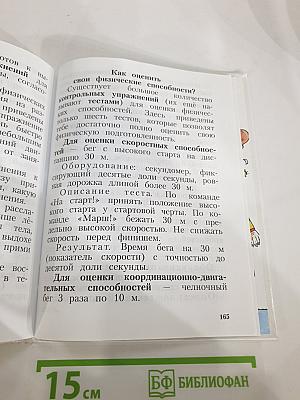 Как оценить
свои физические способности?
Существует большое количество
контрольных упражнений (их ещё на-
зывают тестами) для оценки физичес-
ких способностей. Здесь приведены
только шесть тестов, которые позволят
тебе достаточно полно оценить свою
физическую подготовленность.
Для оценки скоростных способнос-
тей — бег с высокого старта на дис-
танцию 30 м.
Оборудование: секундомер, фик-
сирующий десятые доли секунды, ров-
ная дорожка длиной более 30 м.
Описание теста. По команде
«На старт!» принять положение высо-
кого старта у стартовой черты. По ко-
манде «Марш!» бежать 30 м с пре-
дельно высокой скоростью. Не снижать
скорость перед финишем.
Результат. Время бега на 30 м
(показатель скорости) с точностью до
десятой доли секунды.
Для оценки координационно-двига-
тельных способностей — челночный
бег 3 раза по 10 м.
165
15 см
БФ БИБЛИОФАН